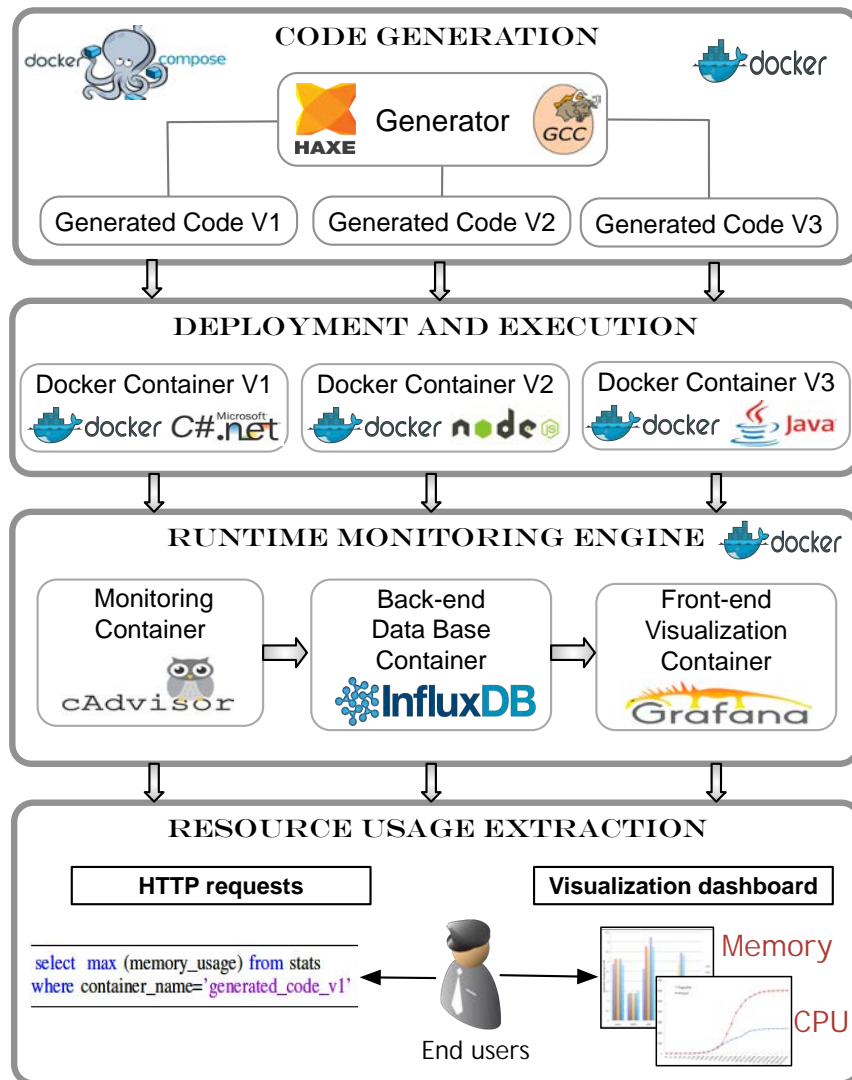 CODE GENERATION
docker compose
docker
HAXE
Generator
GCC
Generated Code V1
Generated Code V2
Generated Code V3
DEPLOYMENT AND EXECUTION
Docker Container V1
docker C#.net Microsoft
Docker Container V2
docker node js
Docker Container V3
docker Java
RUNTIME MONITORING ENGINE
docker
Monitoring
Container
cAdvisor
Back-end
Data Base
Container
InfluxDB
Front-end
Visualization
Container
Grafana
RESOURCE USAGE EXTRACTION
HTTP requests
Visualization dashboard
select max (memory_usage) from stats
where container_name='generated_code_v1'
End users
Memory
CPU